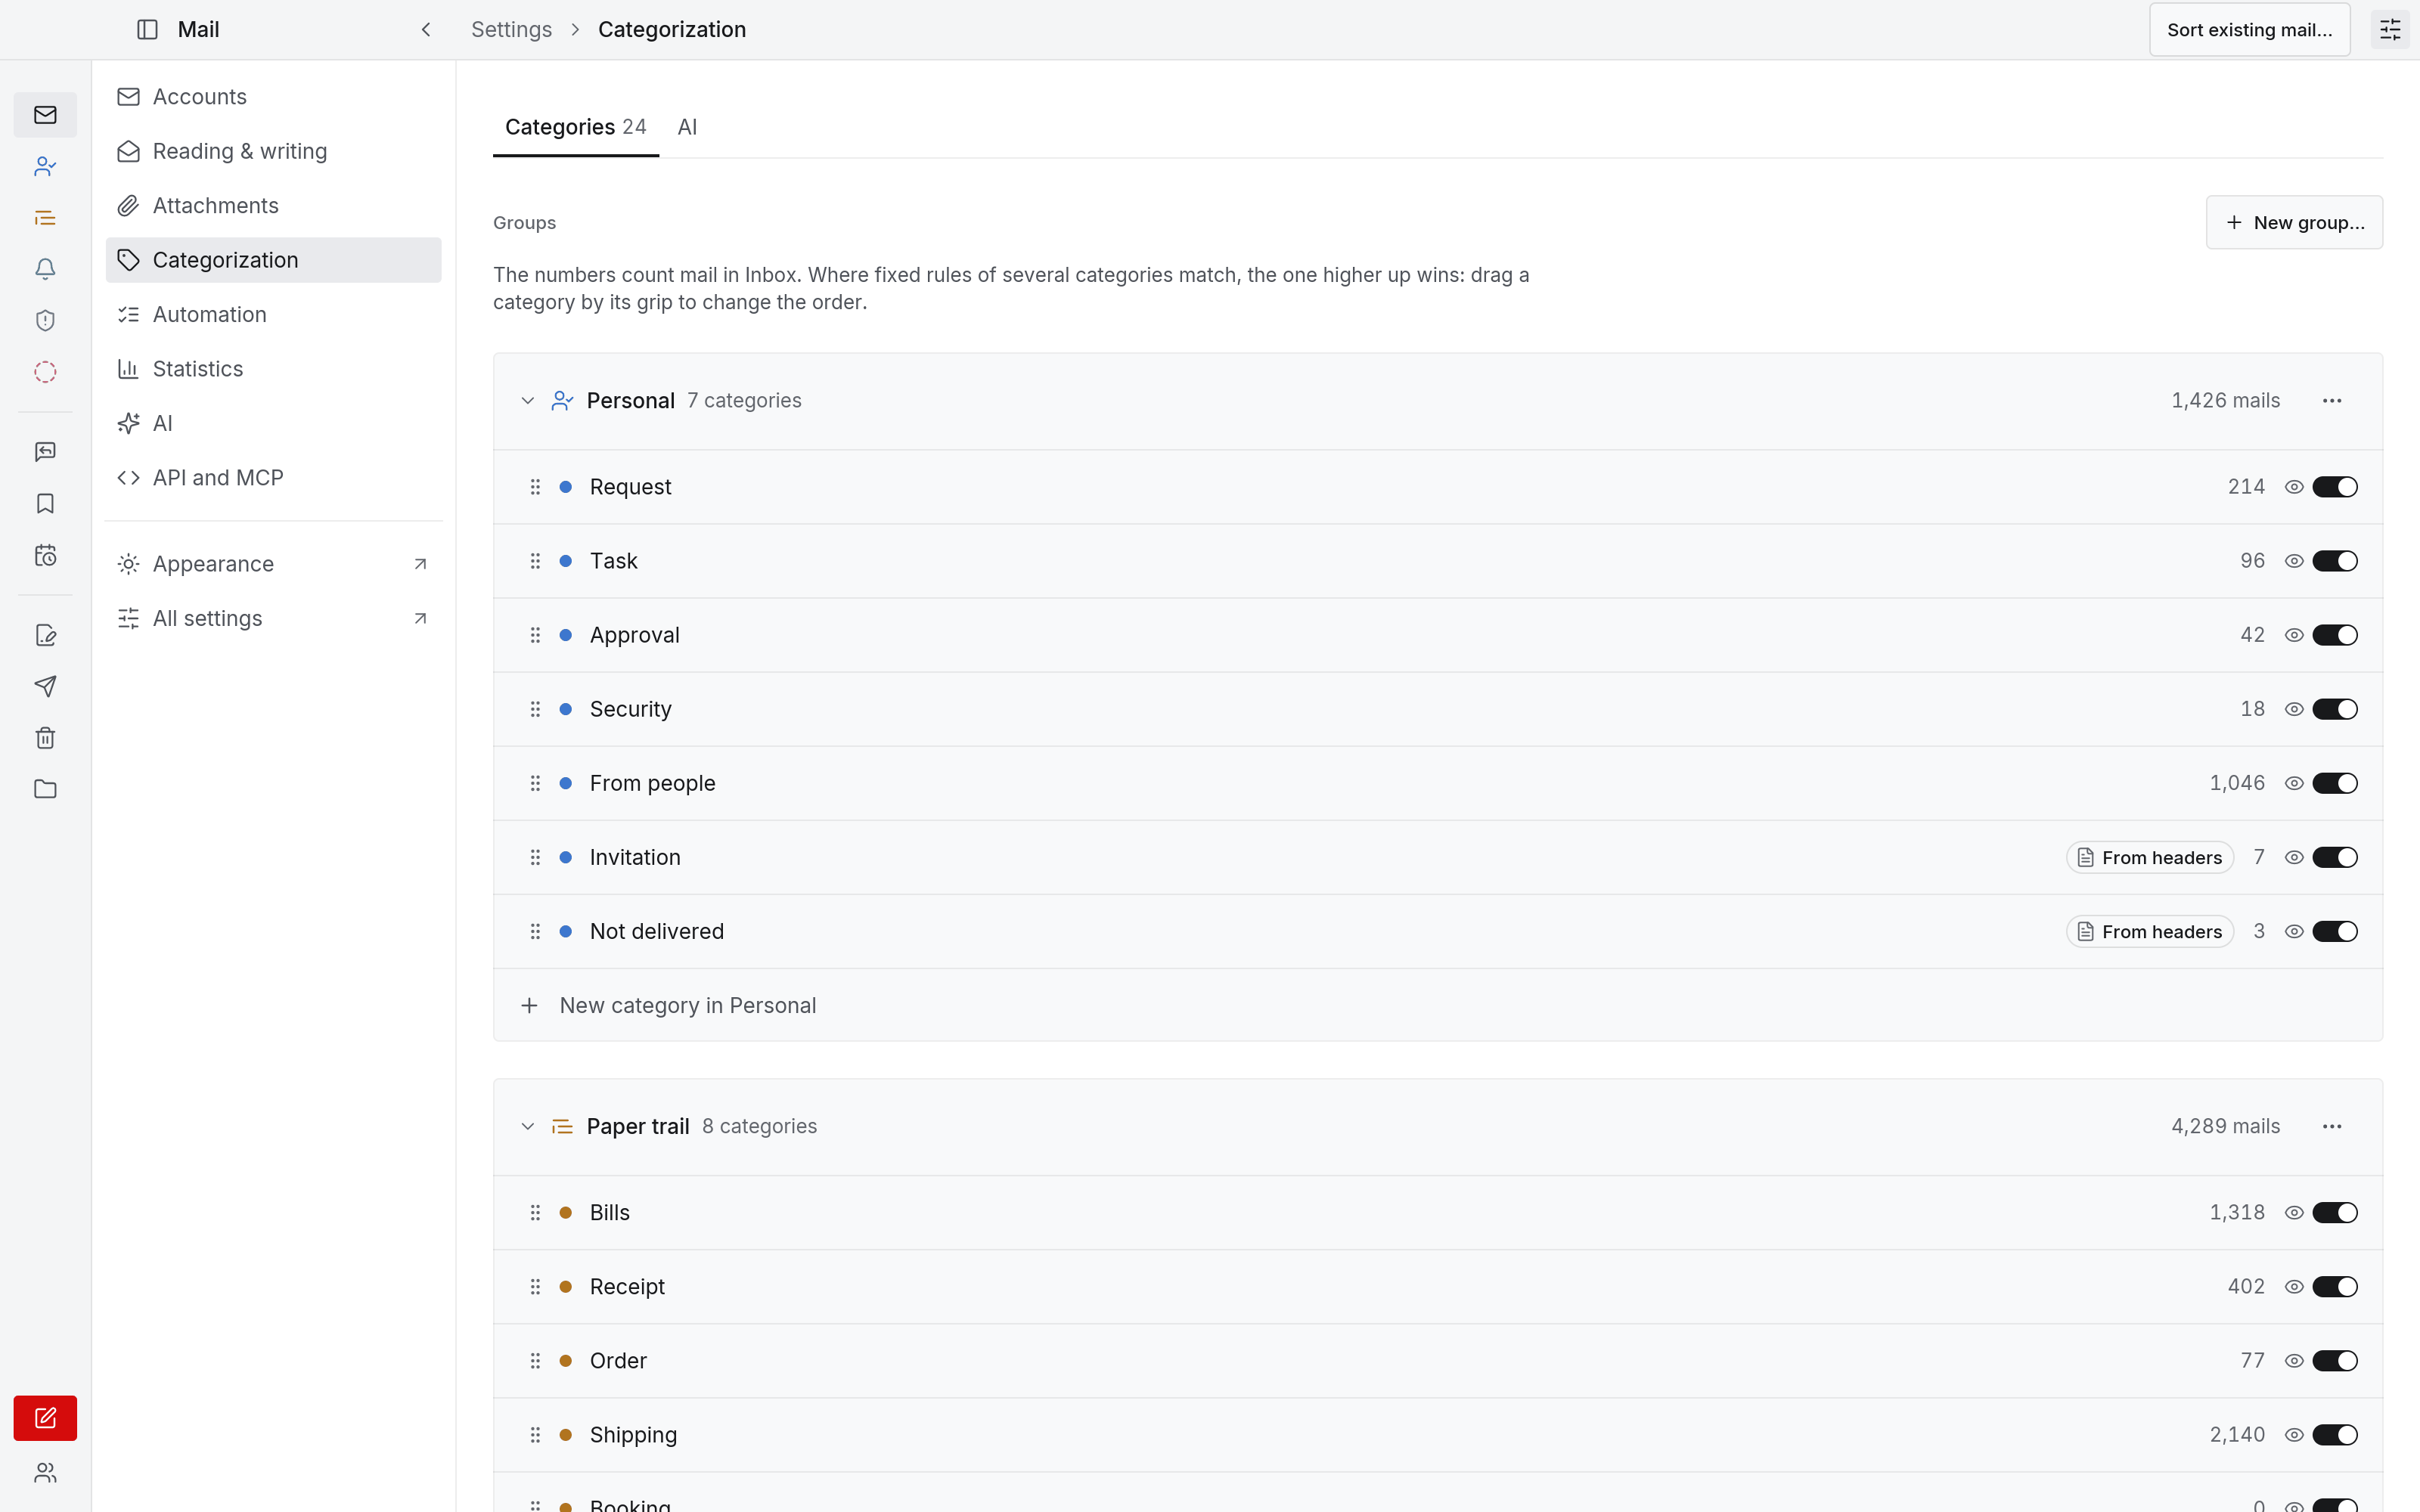 Mail
Settings > Categorization
Sort existing mail...
Accounts
Reading & writing
Attachments
Categorization
Automation
Statistics
AI
API and MCP
Appearance
All settings
Categories 24
AI
Groups
New group...
The numbers count mail in Inbox. Where fixed rules of several categories match, the one higher up wins: drag a
category by its grip to change the order.
Personal 7 categories 1,426 mails
Request 214
Task 96
Approval 42
Security 18
From people 1,046
Invitation From headers 7
Not delivered From headers 3
New category in Personal
Paper trail 8 categories 4,289 mails
Bills 1,318
Receipt 402
Order 77
Shipping 2,140
Booking 0